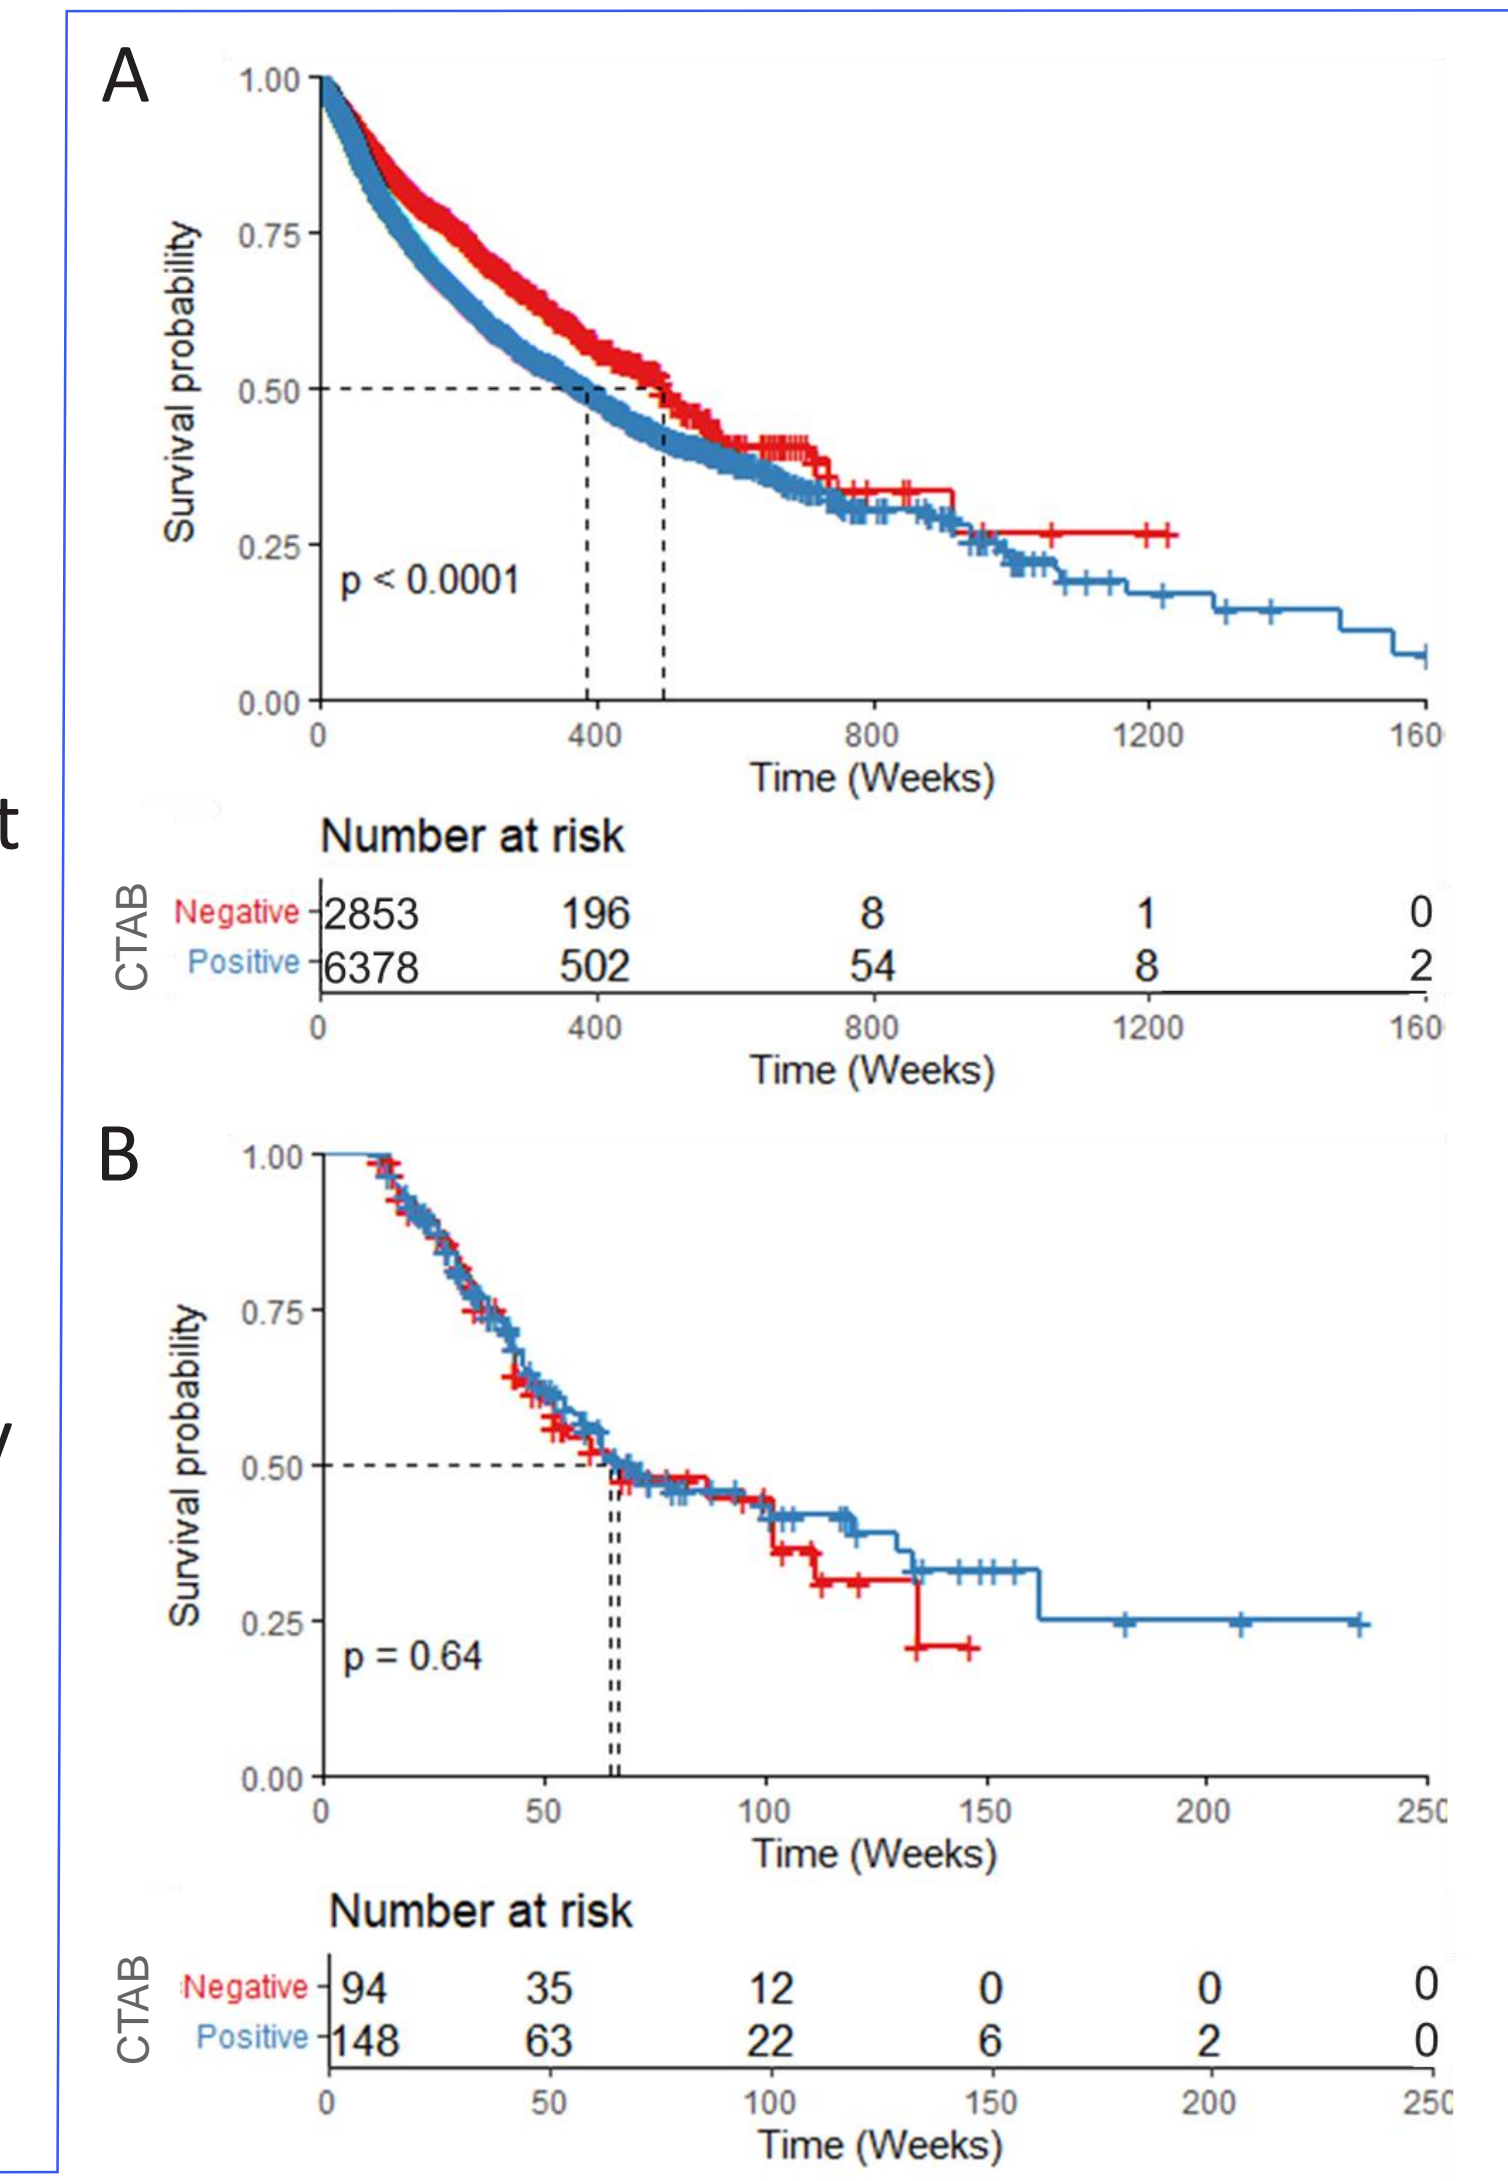 A
1.00
0.75
0.50
0.25
0.00
Survival probability
p < 0.0001
0 400 800 1200 160
Time (Weeks)
t
Number at risk
CTAB
Negative 2853 196 8 1 0
Positive 6378 502 54 8 2
0 400 800 1200 160
Time (Weeks)
B
1.00
0.75
0.50
0.25
0.00
Survival probability
y
p = 0.64
0 50 100 150 200 250
Time (Weeks)
Number at risk
CTAB
Negative 94 35 12 0 0 0
Positive 148 63 22 6 2 0
0 50 100 150 200 250
Time (Weeks)